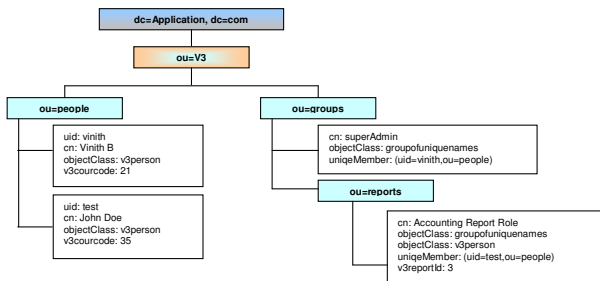 dc=Application, dc=com
ou=V3
ou=people
ou=groups
uid: vinith
cn: Vinith B
objectClass: v3person
v3courcode: 21
uid: test
cn: John Doe
objectClass: v3person
v3courcode: 35
cn: superAdmin
objectClass: groupofuniquenames
uniqeMember: (uid=vinith,ou=people)
ou=reports
cn: Accounting Report Role
objectClass: groupofuniquenames
objectClass: v3person
uniqeMember: (uid=test,ou=people)
v3reportId: 3